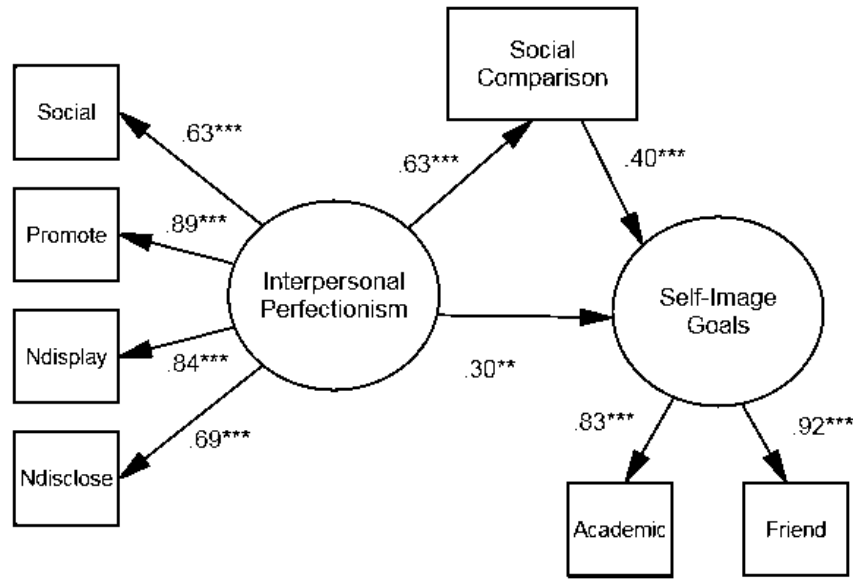 Social
Comparison
Social
.63***
.63***
.40***
Promote
.89***
Interpersonal
Perfectionism
Self-Image
Goals
Ndisplay
.84***
.30**
.69***
Ndisclose
.83***
.92***
Academic
Friend